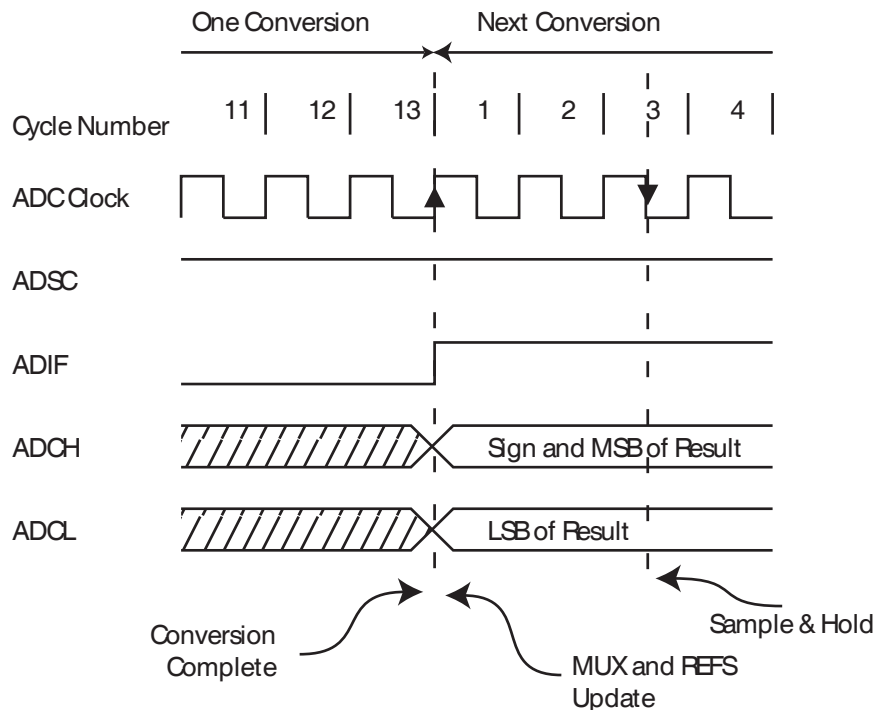 One Conversion Next Conversion
Cycle Number 11 12 13 1 2 3 4
ADC Clock
ADSC
ADIF
ADCH Sign and MSB of Result
ADCL LSB of Result
Conversion Complete
MUX and REFS Update
Sample & Hold